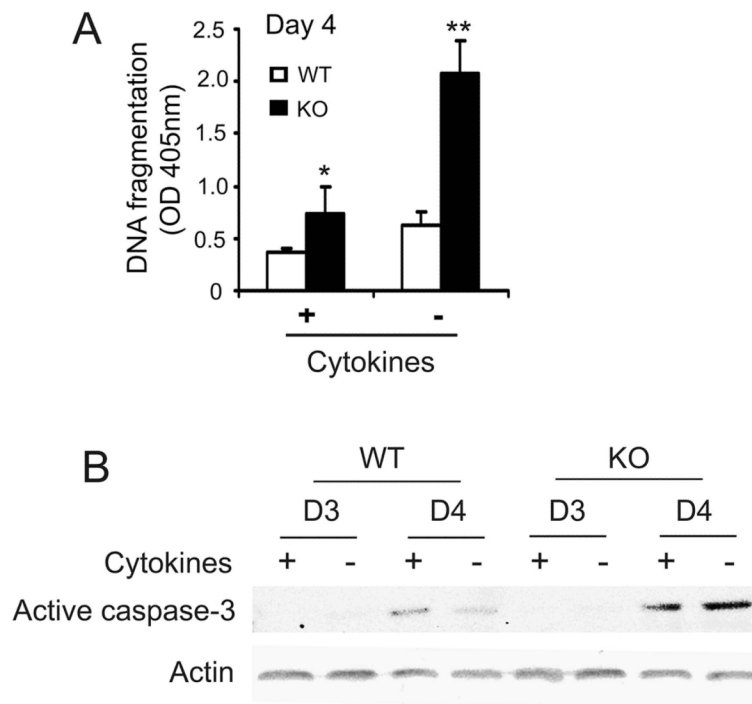 A
Day 4
WT
KO
DNA fragmentation
(OD 405nm)
2.5
2.0
1.5
1.0
0.5
0
*
**
+ -
Cytokines
B
WT KO
D3 D4 D3 D4
Cytokines + - + - + - + -
Active caspase-3
Actin